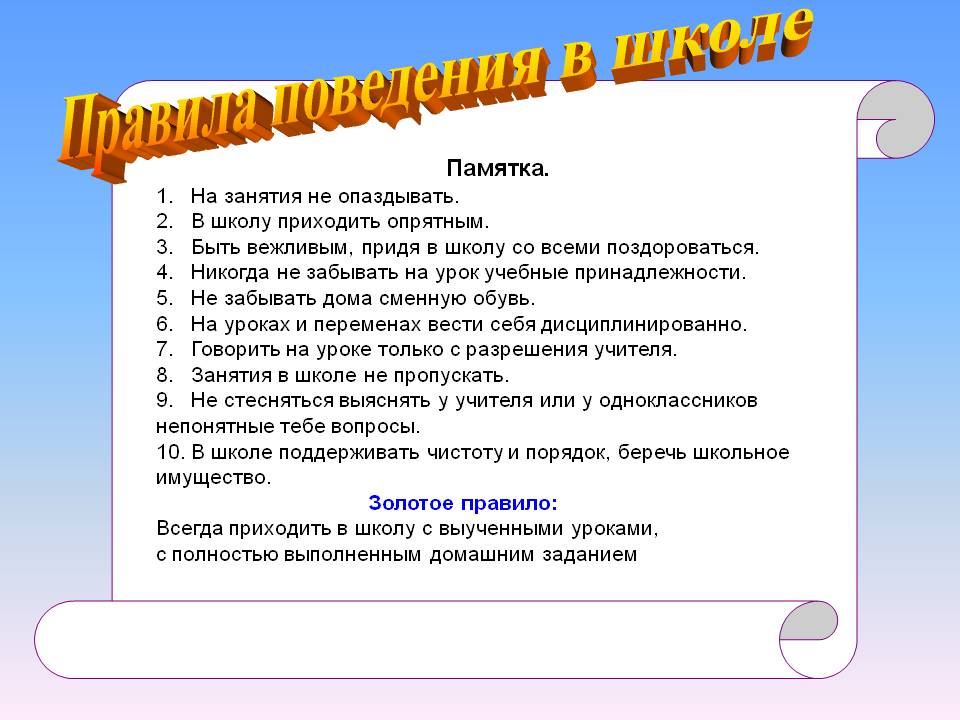 Правила поведения в школе
Памятка.
1. На занятия не опаздывать.
2. В школу приходить опрятным.
3. Быть вежливым, придя в школу со всеми поздороваться.
4. Никогда не забывать на урок учебные принадлежности.
5. Не забывать дома сменную обувь.
6. На уроках и переменах вести себя дисциплинированно.
7. Говорить на уроке только с разрешения учителя.
8. Занятия в школе не пропускать.
9. Не стесняться выяснять у учителя или у одноклассников
непонятные тебе вопросы.
10. В школе поддерживать чистоту и порядок, беречь школьное
имущество.
Золотое правило:
Всегда приходить в школу с выученными уроками,
с полностью выполненным домашним заданием